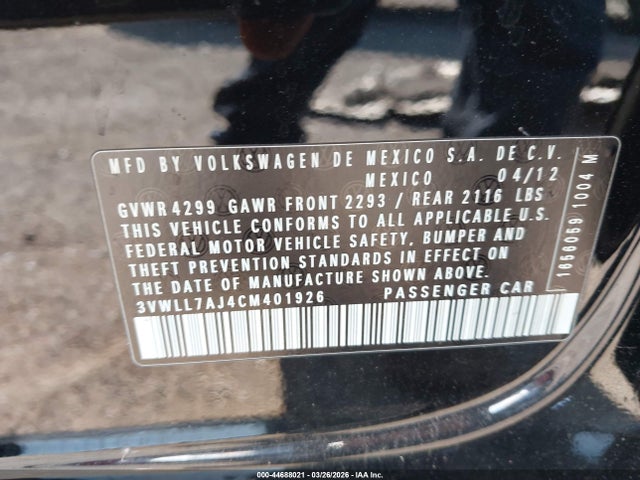 MFD BY VOLKSWAGEN DE MEXICO S.A. DE C.V.
MEXICO 04/12
GVWR 4299 GAWR FRONT 2293 / REAR 2116 LBS
THIS VEHICLE CONFORMS TO ALL APPLICABLE U.S.
FEDERAL MOTOR VEHICLE SAFETY, BUMPER AND
THEFT PREVENTION STANDARDS IN EFFECT ON
THE DATE OF MANUFACTURE SHOWN ABOVE.
3VWLL7AJ4CM401926 PASSENGER CAR
1656059 1004 M
000-44688021 - 03/26/2026 - IAA Inc.